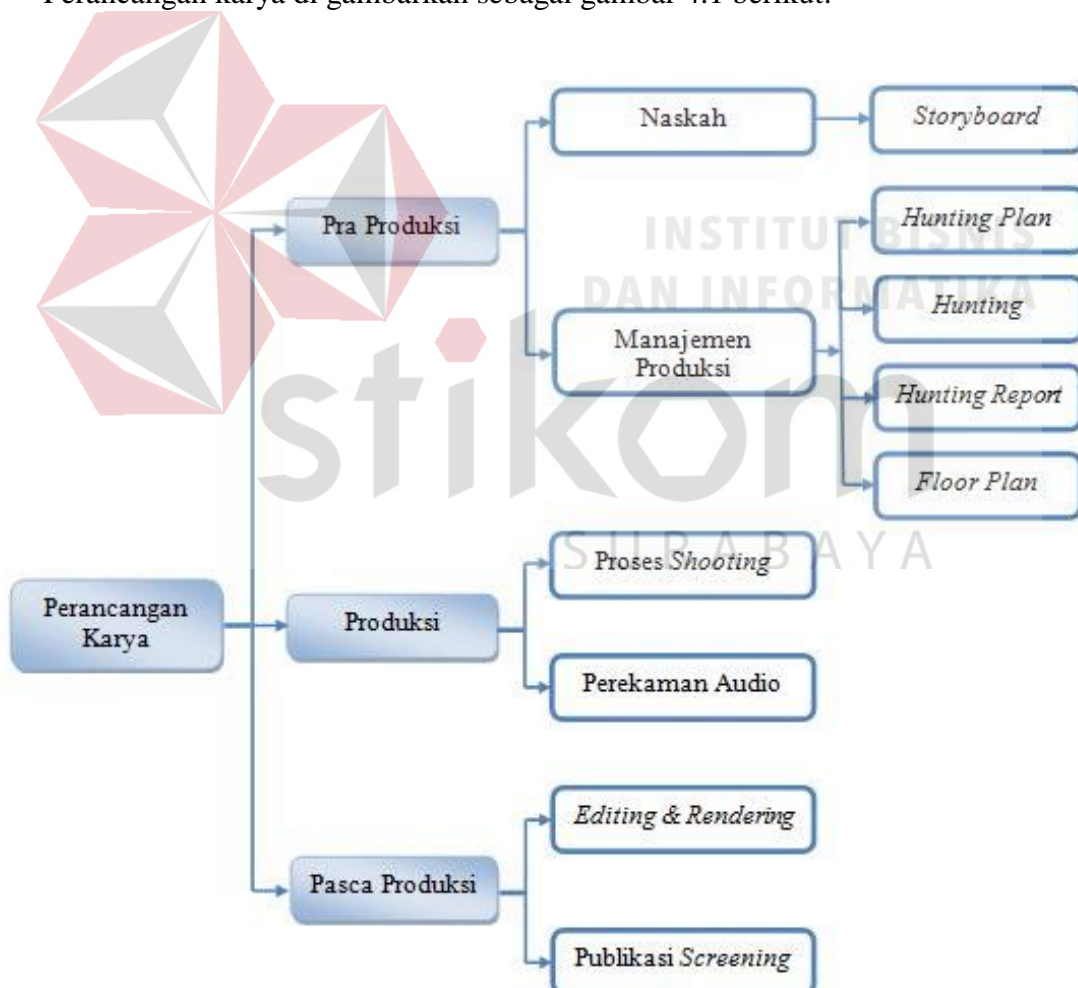 Perancangan karya di gambarkan sebagai gambar 4.1 berikut:
Naskah
Storyboard
Pra Produksi
Hunting Plan
INSTITUT BISNIS
DAN INFORMATIKA
Hunting
Manajemen
Produksi
Hunting Report
stikom
Floor Plan
SURABAYA
Proses Shooting
Perancangan
Karya
Produksi
Perekaman Audio
Editing & Rendering
Pasca Produksi
Publikasi Screening